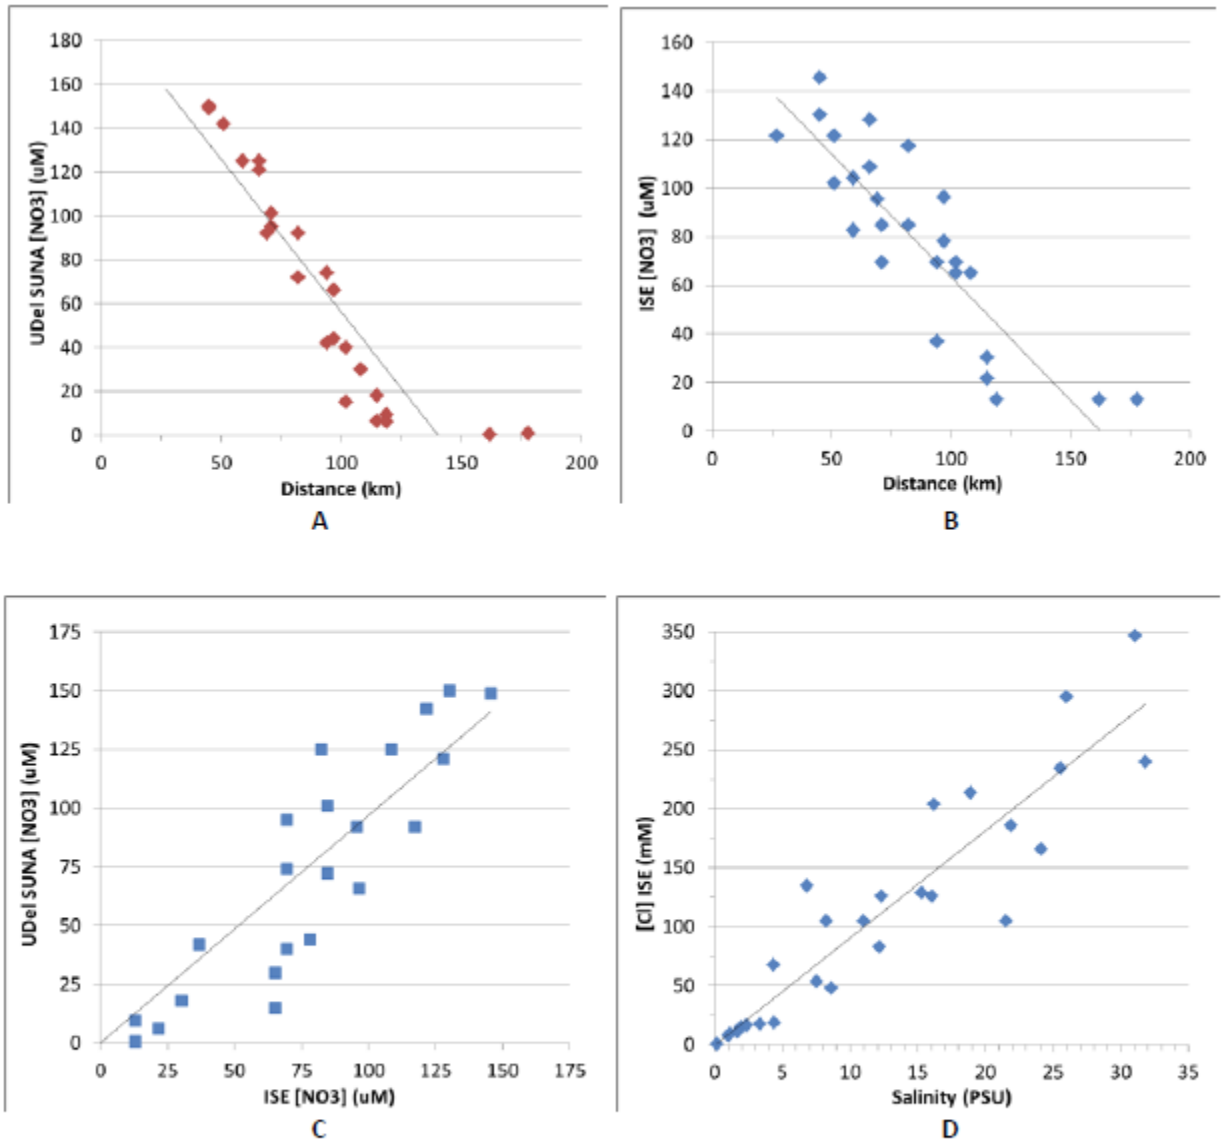 180
160
140
120
100
80
60
40
20
0
UDel SUNA [NO3] (uM)
0 50 100 150 200
Distance (km)
A
160
140
120
100
80
60
40
20
0
ISE [NO3] (uM)
0 50 100 150 200
Distance (km)
B
175
150
125
100
75
50
25
0
UDel SUNA [NO3] (uM)
0 25 50 75 100 125 150 175
ISE [NO3] (uM)
C
350
300
250
200
150
100
50
0
[Cl] ISE (mM)
0 5 10 15 20 25 30 35
Salinity (PSU)
D